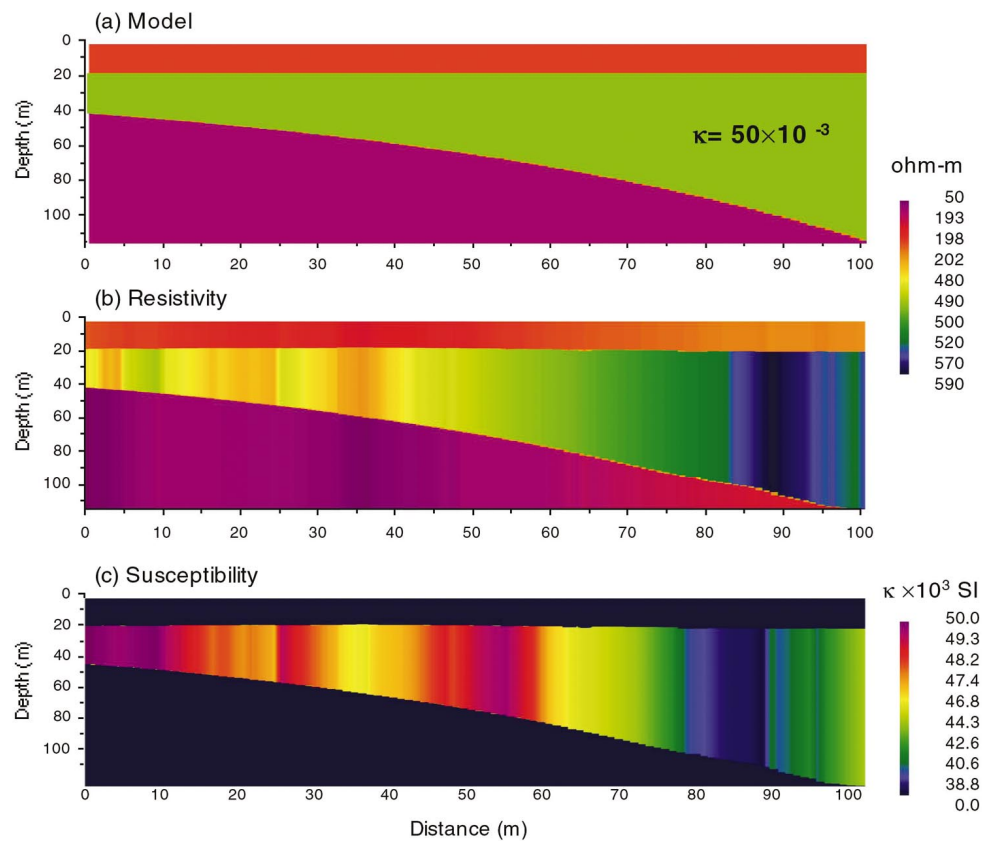 (a) Model
0
20
40
60
80
100
Depth (m)
κ= 50×10 -3
0 10 20 30 40 50 60 70 80 90 100
ohm-m
50
193
198
202
480
490
500
520
570
590
(b) Resistivity
0
20
40
60
80
100
Depth (m)
0 10 20 30 40 50 60 70 80 90 100
(c) Susceptibility
0
20
40
60
80
100
Depth (m)
0 10 20 30 40 50 60 70 80 90 100
Distance (m)
κ ×10³ SI
50.0
49.3
48.2
47.4
46.8
44.3
42.6
40.6
38.8
0.0